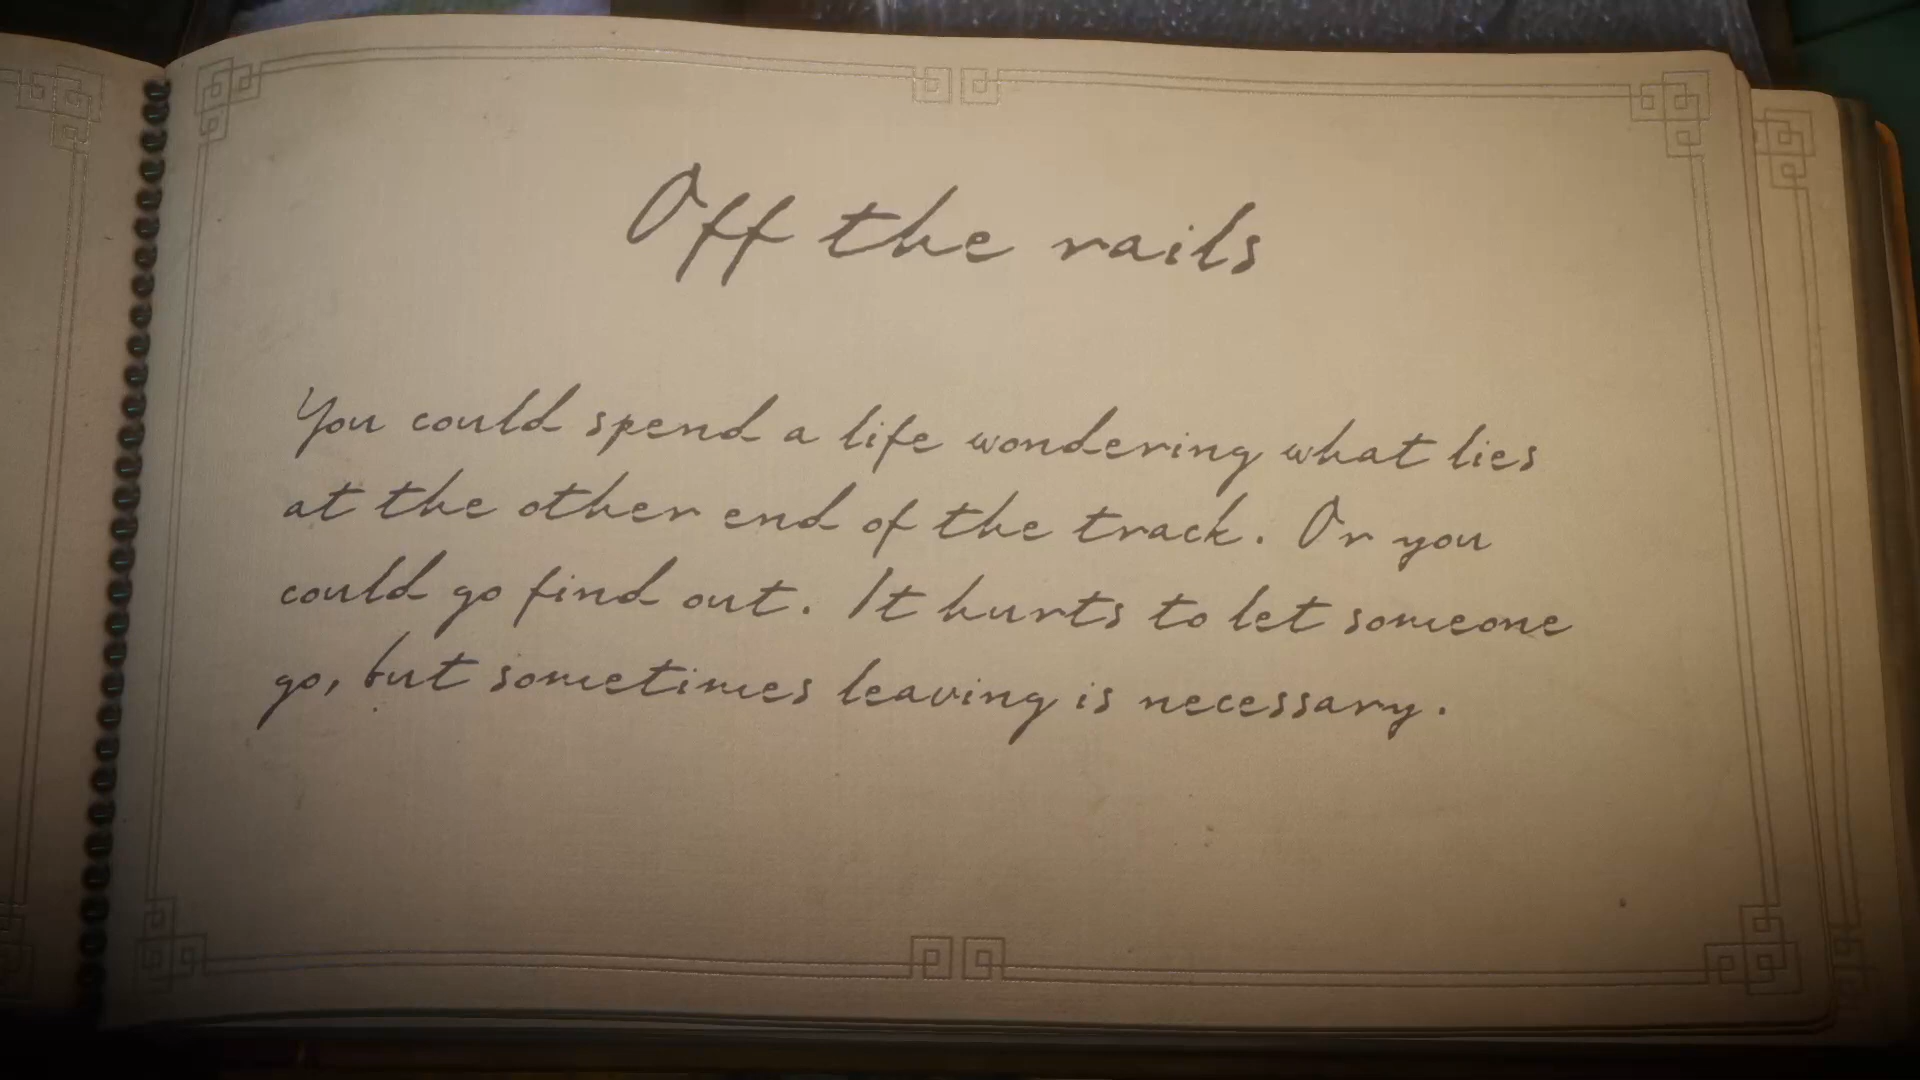 Off the rails
You could spend a life wondering what lies
at the other end of the track. Or you
could go find out. It hurts to let someone
go, but sometimes leaving is necessary.